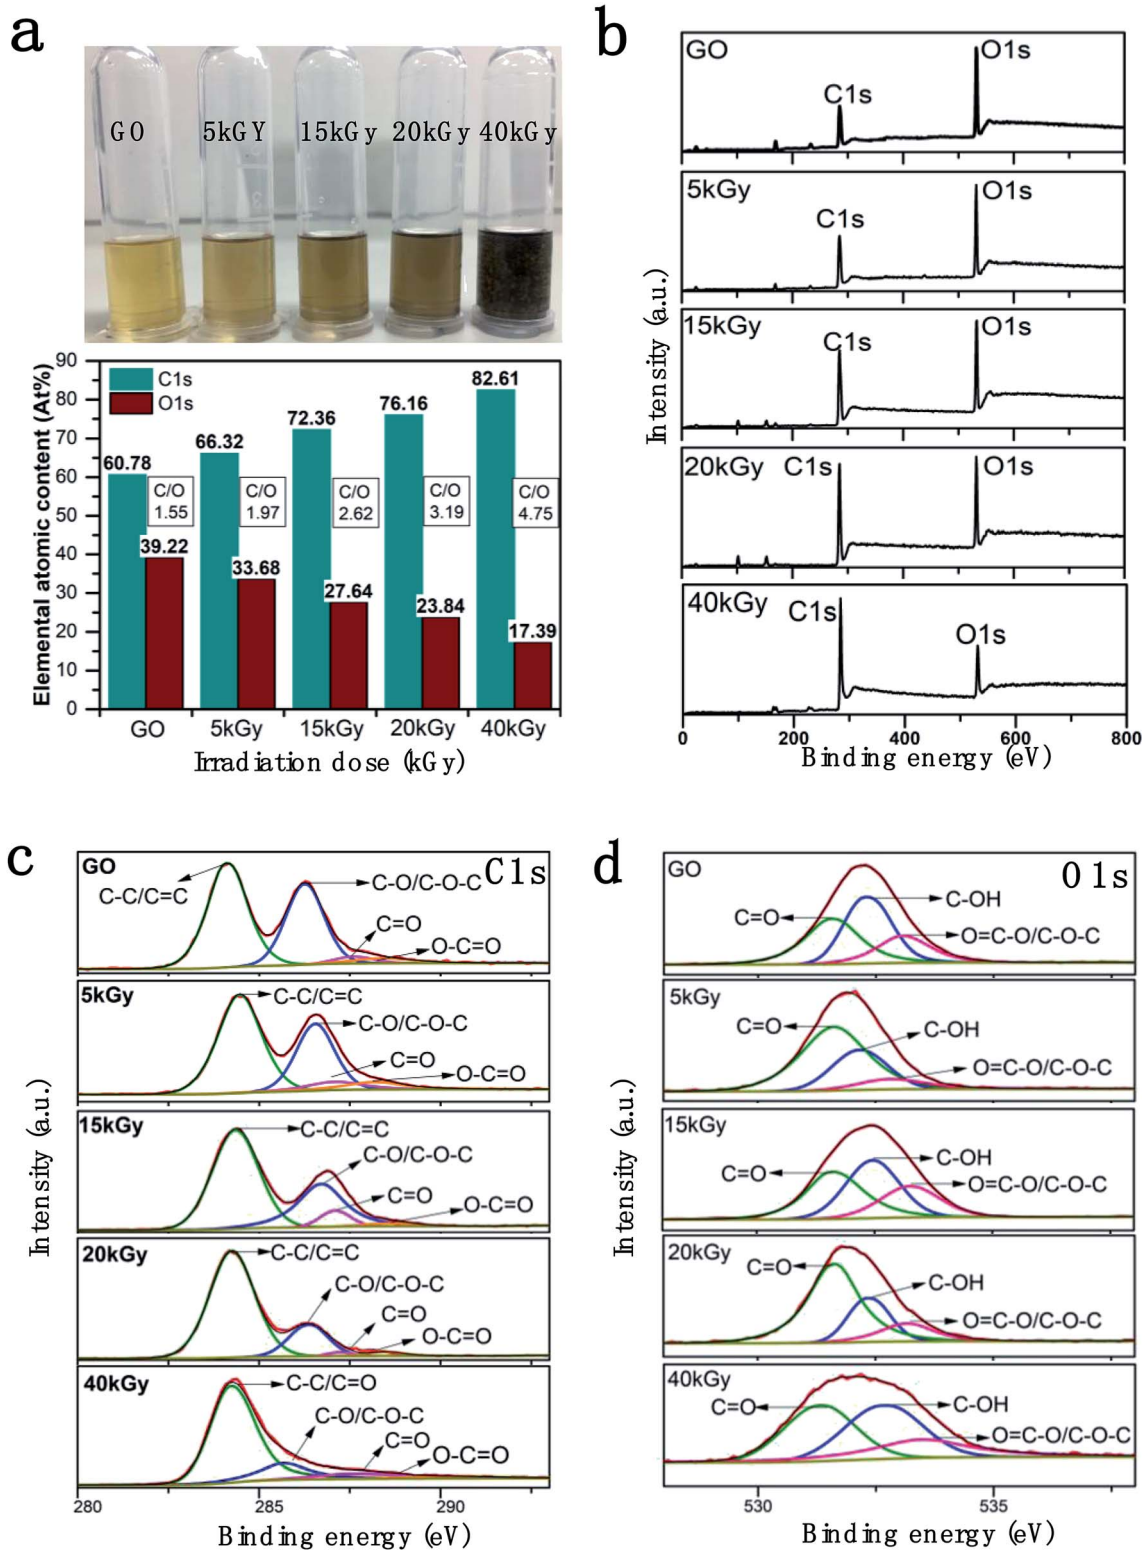 a
GO 5kGY 15kGy 20kGy 40kGy
Elemental atomic content (At%)
90
80
70
60
50
40
30
20
10
0
C1s
O1s
60.78
66.32
72.36
76.16
82.61
C/O
1.55
C/O
1.97
C/O
2.62
C/O
3.19
C/O
4.75
39.22
33.68
27.64
23.84
17.39
GO 5kGy 15kGy 20kGy 40kGy
Irradiation dose (kGy)
b
Intensity (a.u.)
GO
C1s
O1s
5kGy
C1s
O1s
15kGy
C1s
O1s
20kGy
C1s
O1s
40kGy
C1s
O1s
0 200 400 600 800
Binding energy (eV)
c
Intensity (a.u.)
GO
C1s
C-C/C=C
C-O/C-O-C
C=O
O-C=O
5kGy
C-C/C=C
C-O/C-O-C
C=O
O-C=O
15kGy
C-C/C=C
C-O/C-O-C
C=O
O-C=O
20kGy
C-C/C=C
C-O/C-O-C
C=O
O-C=O
40kGy
C-C/C=O
C-O/C-O-C
C=O
O-C=O
280 285 290
Binding energy (eV)
d
Intensity (a.u.)
GO
O1s
C=O
C-OH
O=C-O/C-O-C
5kGy
C=O
C-OH
O=C-O/C-O-C
15kGy
C=O
C-OH
O=C-O/C-O-C
20kGy
C=O
C-OH
O=C-O/C-O-C
40kGy
C=O
C-OH
O=C-O/C-O-C
530 535
Binding energy (eV)